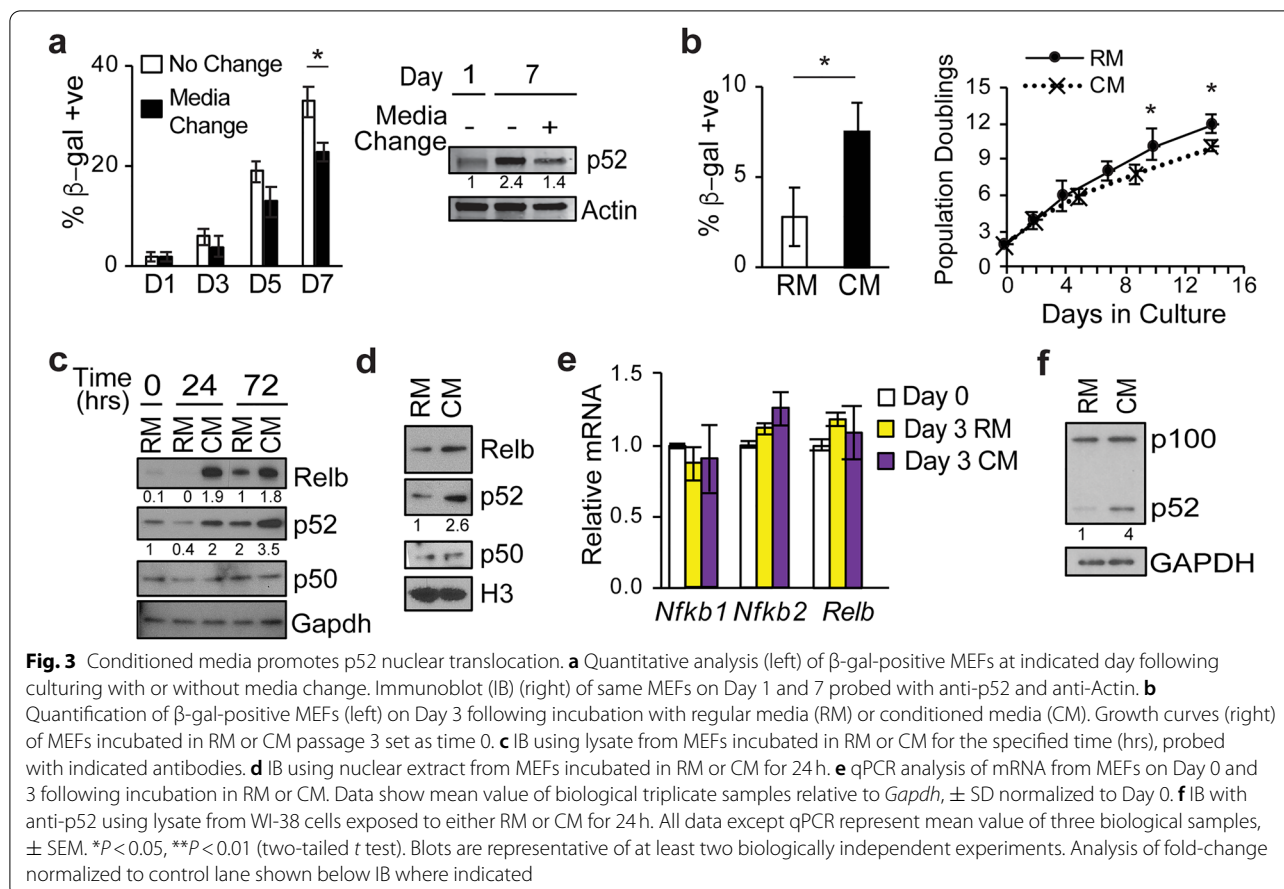 a
No Change
Media
Change
*
% β–gal +ve
40
20
0
D1 D3 D5 D7
Day 1 7
Media
Change - - +
p52
1 2.4 1.4
Actin
b
% β–gal +ve
10
5
0
*
RM CM
RM
CM
Population Doublings
15
12
9
6
3
0
* *
0 4 8 12 16
Days in Culture
c
Time
(hrs)
0 24 72
RM RM CM RM CM
Relb
0.1 0 1.9 1 1.8
p52
1 0.4 2 2 3.5
p50
Gapdh
d
RM CM
Relb
p52
1 2.6
p50
H3
e
Relative mRNA
1.5
1.0
0.5
0.0
Nfkb1 Nfkb2 Relb
Day 0
Day 3 RM
Day 3 CM
f
RM CM
p100
p52
1 4
GAPDH
Fig. 3 Conditioned media promotes p52 nuclear translocation. a Quantitative analysis (left) of β-gal-positive MEFs at indicated day following
culturing with or without media change. Immunoblot (IB) (right) of same MEFs on Day 1 and 7 probed with anti-p52 and anti-Actin. b
Quantification of β-gal-positive MEFs (left) on Day 3 following incubation with regular media (RM) or conditioned media (CM). Growth curves (right)
of MEFs incubated in RM or CM passage 3 set as time 0. c IB using lysate from MEFs incubated in RM or CM for the specified time (hrs), probed
with indicated antibodies. d IB using nuclear extract from MEFs incubated in RM or CM for 24 h. e qPCR analysis of mRNA from MEFs on Day 0 and
3 following incubation in RM or CM. Data show mean value of biological triplicate samples relative to Gapdh, ± SD normalized to Day 0. f IB with
anti-p52 using lysate from WI-38 cells exposed to either RM or CM for 24 h. All data except qPCR represent mean value of three biological samples,
± SEM. *P < 0.05, **P < 0.01 (two-tailed t test). Blots are representative of at least two biologically independent experiments. Analysis of fold-change
normalized to control lane shown below IB where indicated